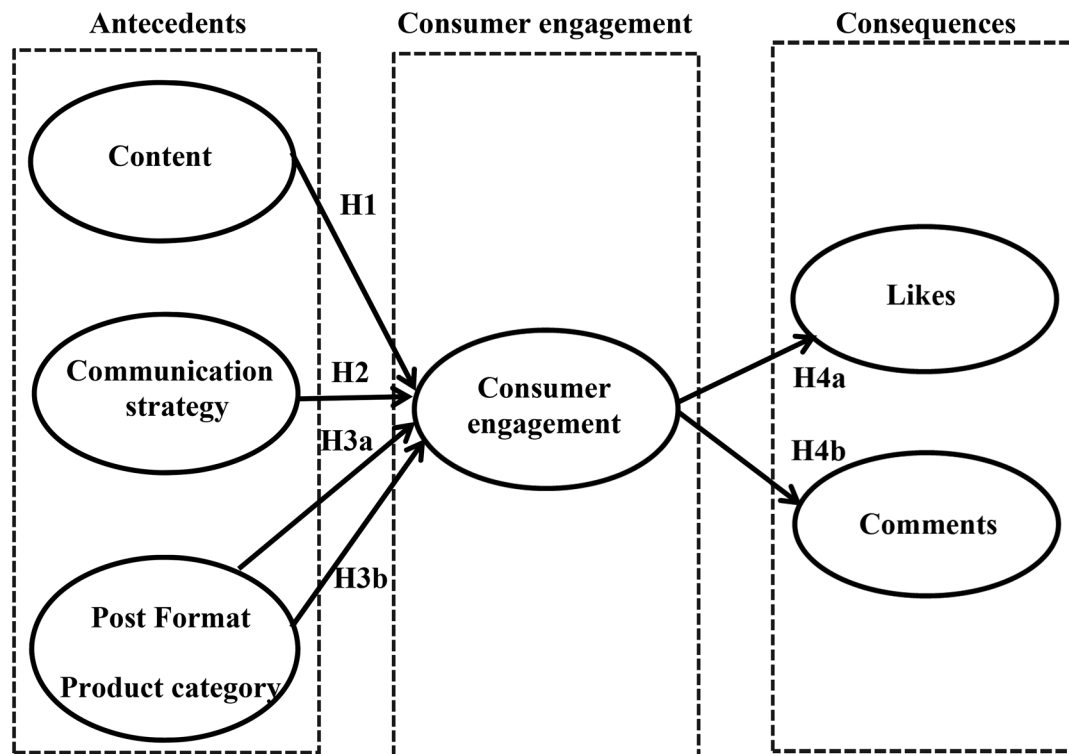 Antecedents
Consumer engagement
Consequences
Content
H1
Likes
Communication
strategy
H2
Consumer
engagement
H4a
H3a
H4b
Comments
H3b
Post Format
Product category